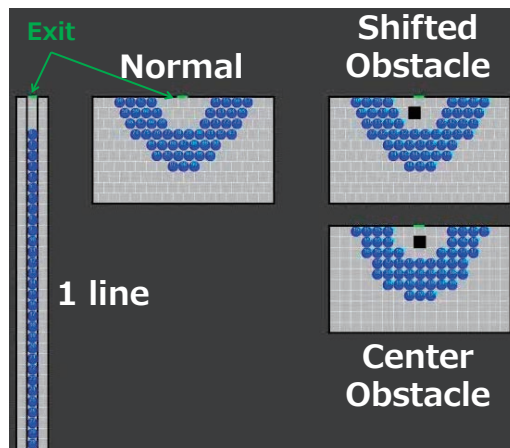 Exit
Normal
Shifted
Obstacle
1 line
Center
Obstacle